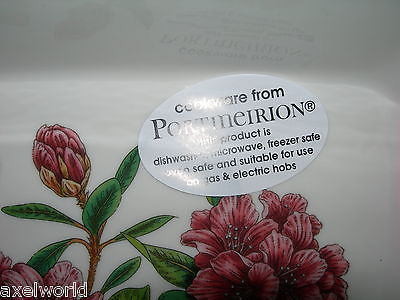 cookware from
PORTMEIRION®
this product is
dishwasher, microwave, freezer safe
oven safe and suitable for use
on gas & electric hobs
axelworld